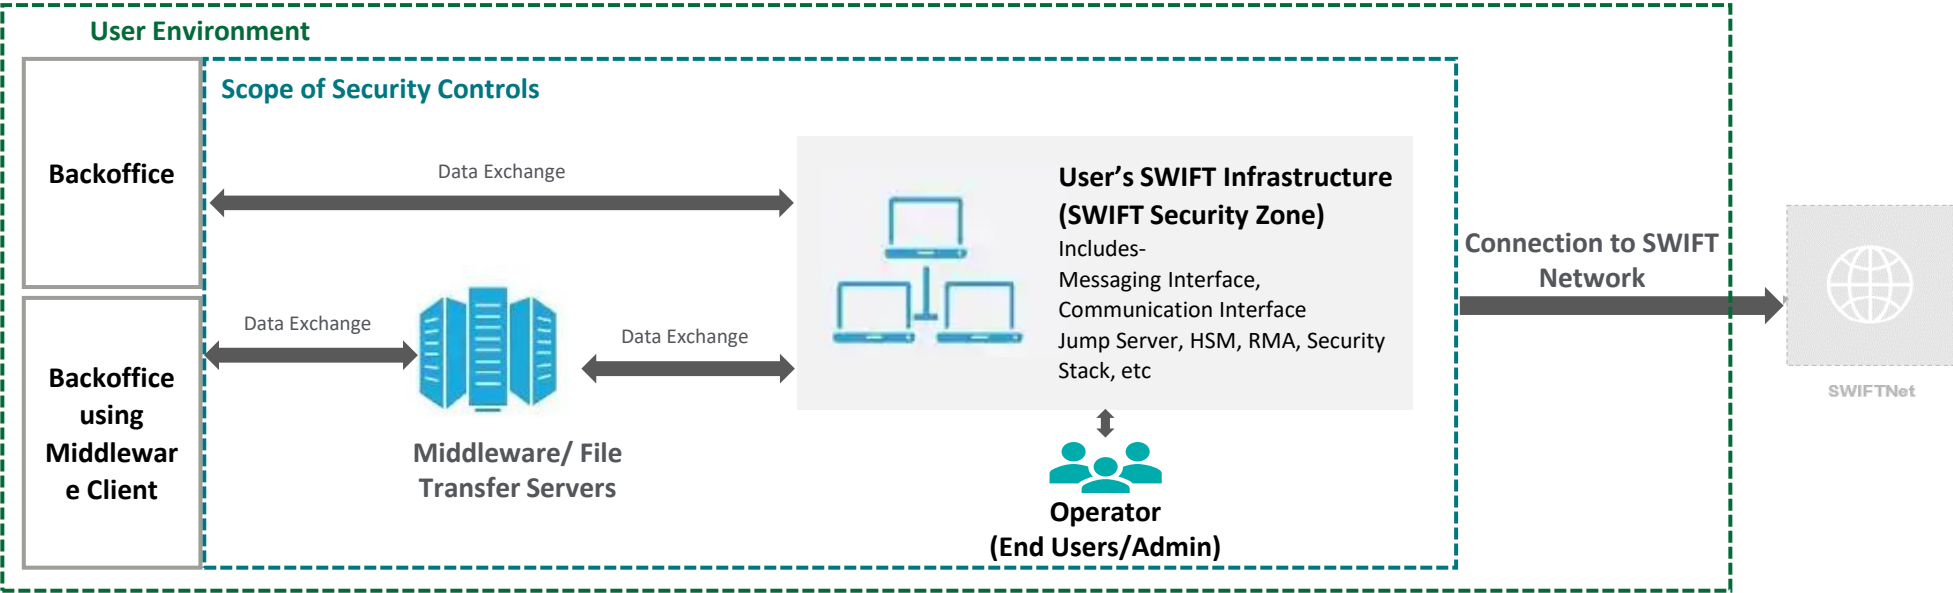 User Environment
Scope of Security Controls
Backoffice
Data Exchange
User’s SWIFT Infrastructure
(SWIFT Security Zone)
Includes-
Messaging Interface,
Communication Interface
Jump Server, HSM, RMA, Security
Stack, etc
Connection to SWIFT
Network
SWIFTNet
Backoffice
using
Middlewar
e Client
Data Exchange
Data Exchange
Middleware/ File
Transfer Servers
Operator
(End Users/Admin)